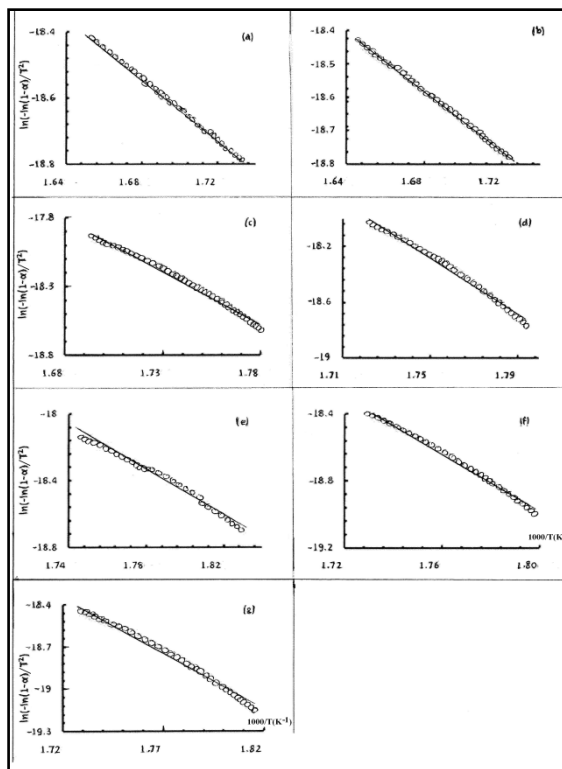 (a)
ln(-ln(1-α)/T²)
-18.4
-18.6
-18.8
1.64 1.68 1.72
(b)
-18.4
-18.5
-18.6
-18.7
-18.8
1.64 1.68 1.72
(c)
ln(-ln(1-α)/T²)
-17.8
-18.3
-18.8
1.68 1.73 1.78
(d)
-18.2
-18.6
-19
1.71 1.75 1.79
(e)
ln(-ln(1-α)/T²)
-18
-18.4
-18.8
1.74 1.76 1.82
(f)
-18.4
-18.8
-19.2
1000/T(K
1.72 1.76 1.80
(g)
ln(-ln(1-α)/T²)
-18.4
-18.7
-19
-19.3
1000/T(K⁻¹)
1.72 1.77 1.82